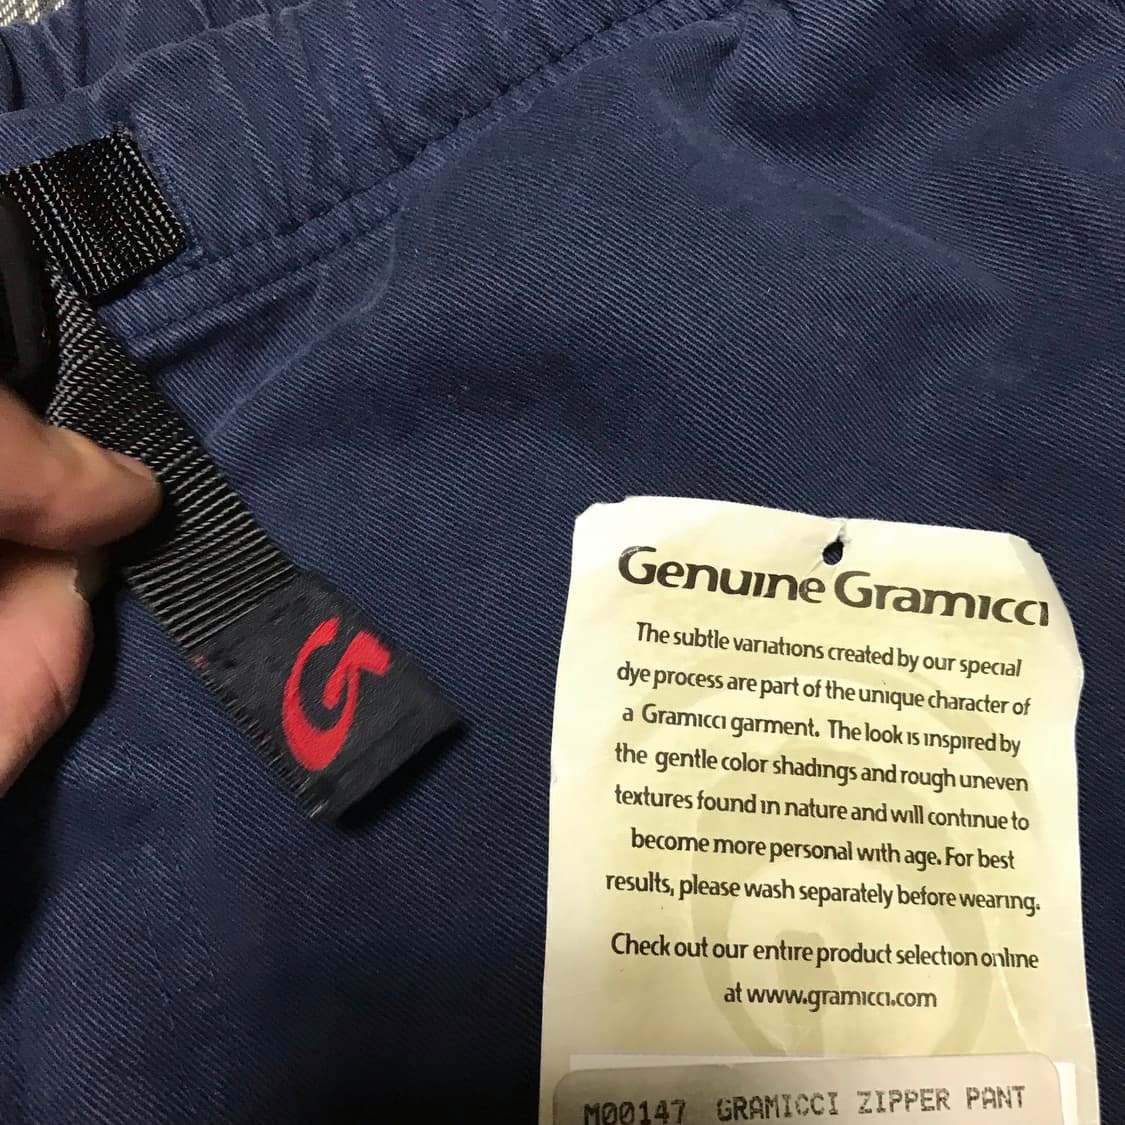 Genuine Gramicci
The subtle variations created by our special
dye process are part of the unique character of
a Gramicci garment. The look is inspired by
the gentle color shadings and rough uneven
textures found in nature and will continue to
become more personal with age. For best
results, please wash separately before wearing.
Check out our entire product selection online
at www.gramicci.com
M00147 GRAMICCI ZIPPER PANT
G